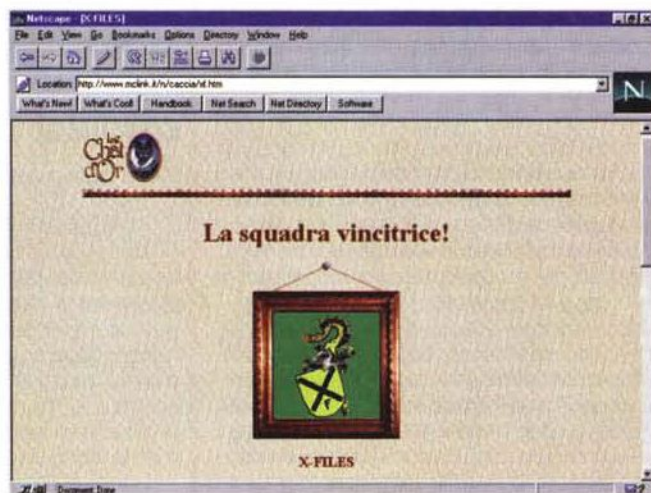 Netscape - [X-FILES]
File Edit View Go Bookmarks Options Directory Window Help
Location: http://www.mclink.it/n/caccia/xf.htm
N
What's New! What's Cool! Handbook Net Search Net Directory Software
Chat
d'Or
La squadra vincitrice!
X-FILES
Document: Done